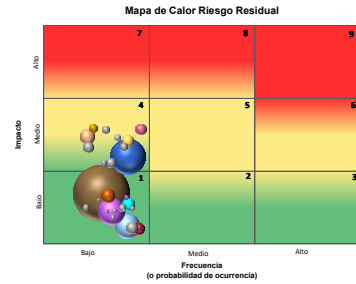 Mapa de Calor Riesgo Residual
7 8 9
Alto
4 5 6
Impacto
Medio
1 2 3
Bajo
Bajo Medio Alto
Frecuencia
(o probabilidad de ocurrencia)